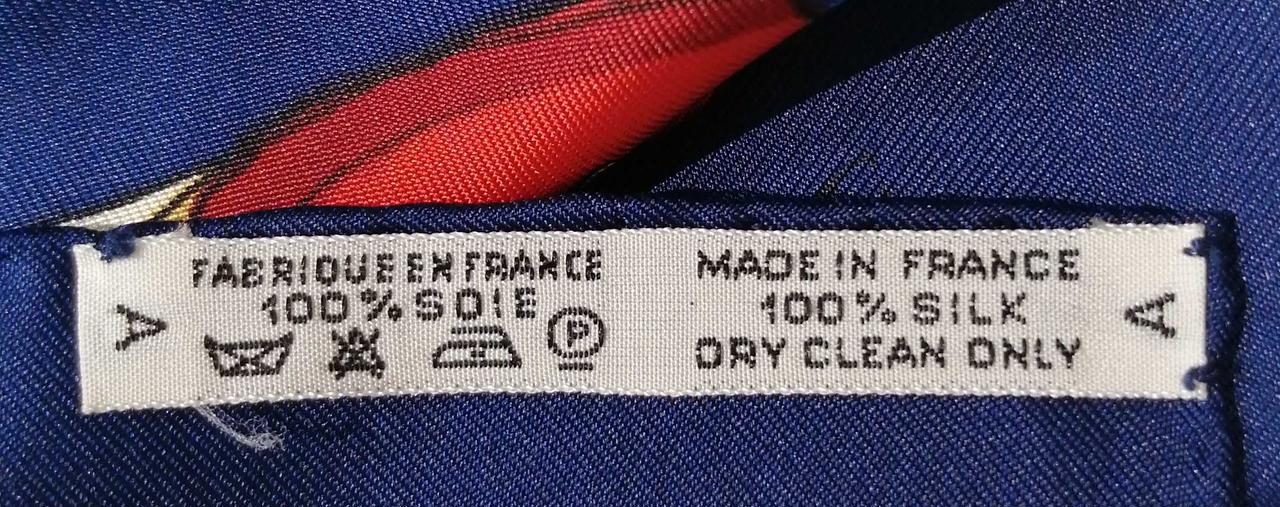 A
FABRIQUE EN FRANCE
100% SOIE
P
MADE IN FRANCE
100% SILK
DRY CLEAN ONLY
A